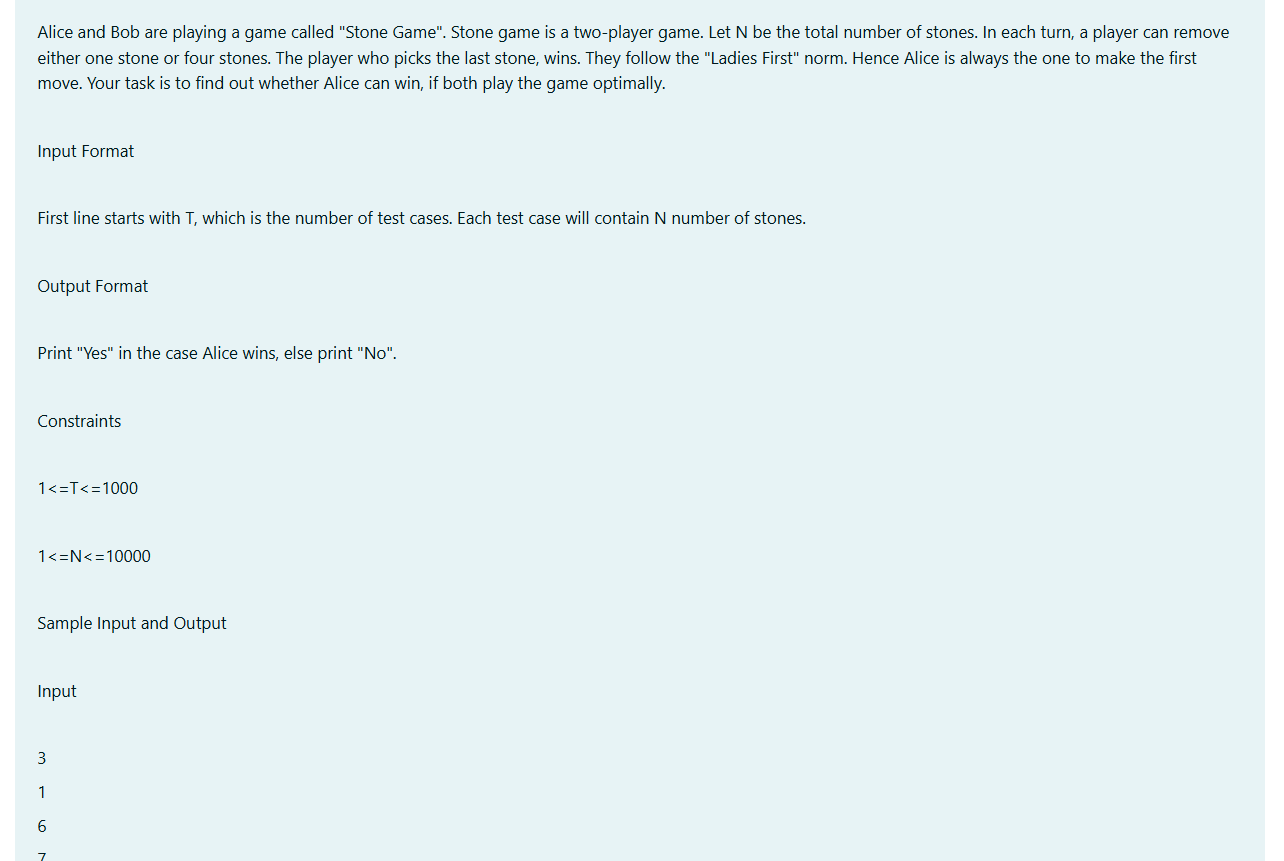 Alice and Bob are playing a game called "Stone Game". Stone game is a two-player game. Let N be the total number of stones. In each turn, a player can remove
either one stone or four stones. The player who picks the last stone, wins. They follow the "Ladies First" norm. Hence Alice is always the one to make the first
move. Your task is to find out whether Alice can win, if both play the game optimally.
Input Format
First line starts with T, which is the number of test cases. Each test case will contain N number of stones.
Output Format
Print "Yes" in the case Alice wins, else print "No".
Constraints
1<=T<=1000
1<=N<=10000
Sample Input and Output
Input
3
1
6
7